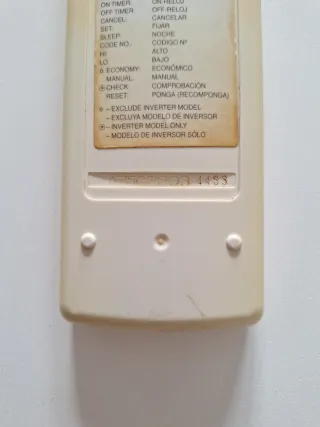 ON TIMER: ON-RELOJ
OFF TIMER: OFF-RELOJ
CANCEL: CANCELAR
SET: FIJAR
SLEEP: NOCHE
CODE NO.: CODIGO Nº
HI ALTO
LO BAJO
ECONOMY: ECONÓMICO
MANUAL: MANUAL
CHECK COMPROBACIÓN
RESET: PONGA (RECOMPONGA)
– EXCLUDE INVERTER MODEL
– EXCLUYA MODELO DE INVERSOR
– INVERTER MODEL ONLY
– MODELO DE INVERSOR SÓLO